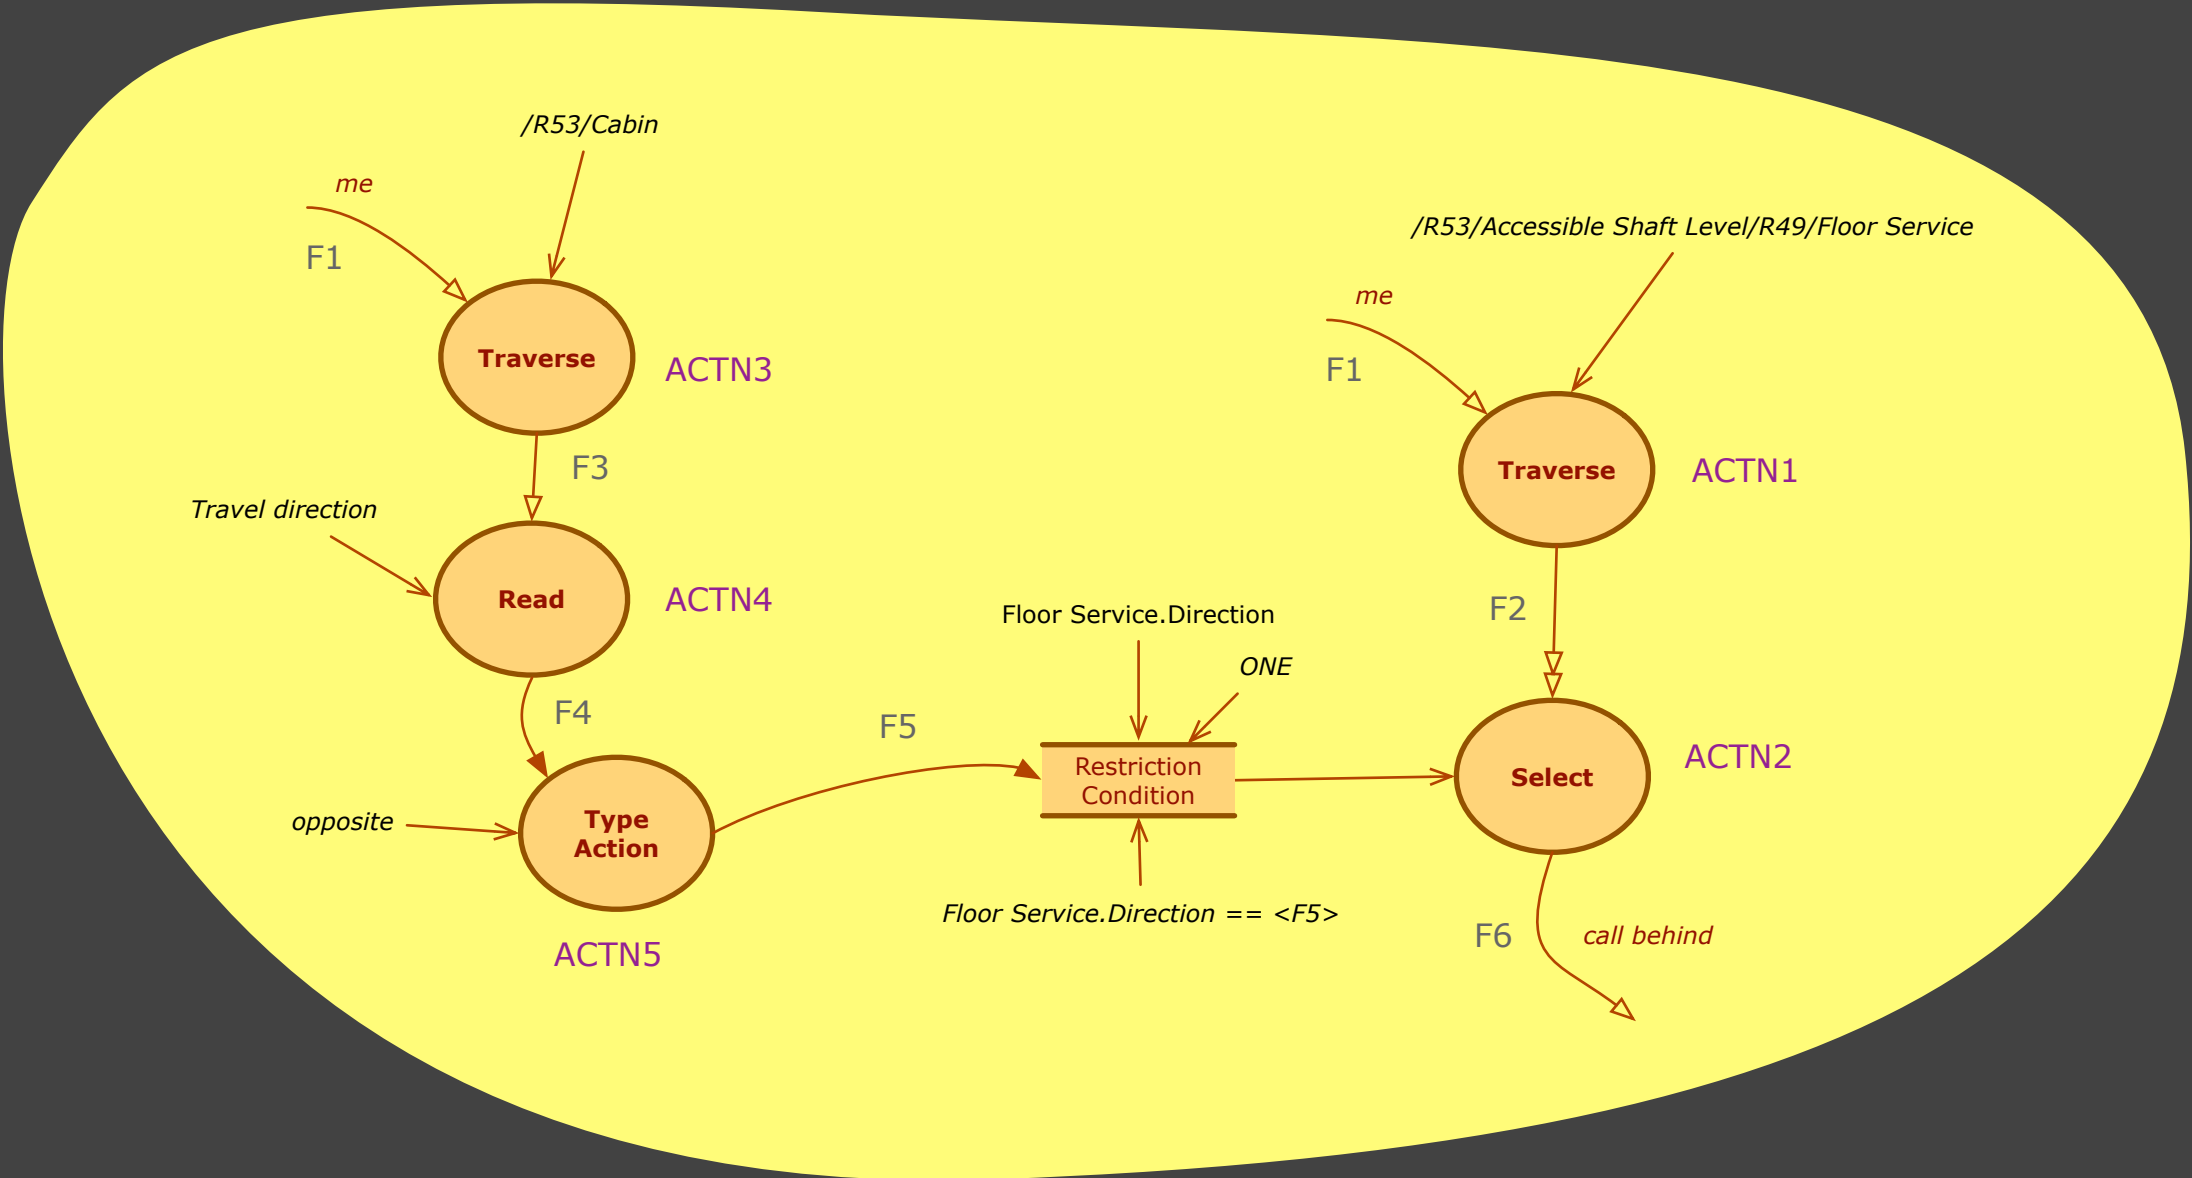 /R53/Cabin
me
F1
Traverse
ACTN3
F3
Travel direction
Read
ACTN4
F4
opposite
Type
Action
ACTN5
F5
Floor Service.Direction
ONE
Restriction
Condition
Floor Service.Direction == <F5>
/R53/Accessible Shaft Level/R49/Floor Service
me
F1
Traverse
ACTN1
F2
Select
ACTN2
F6
call behind